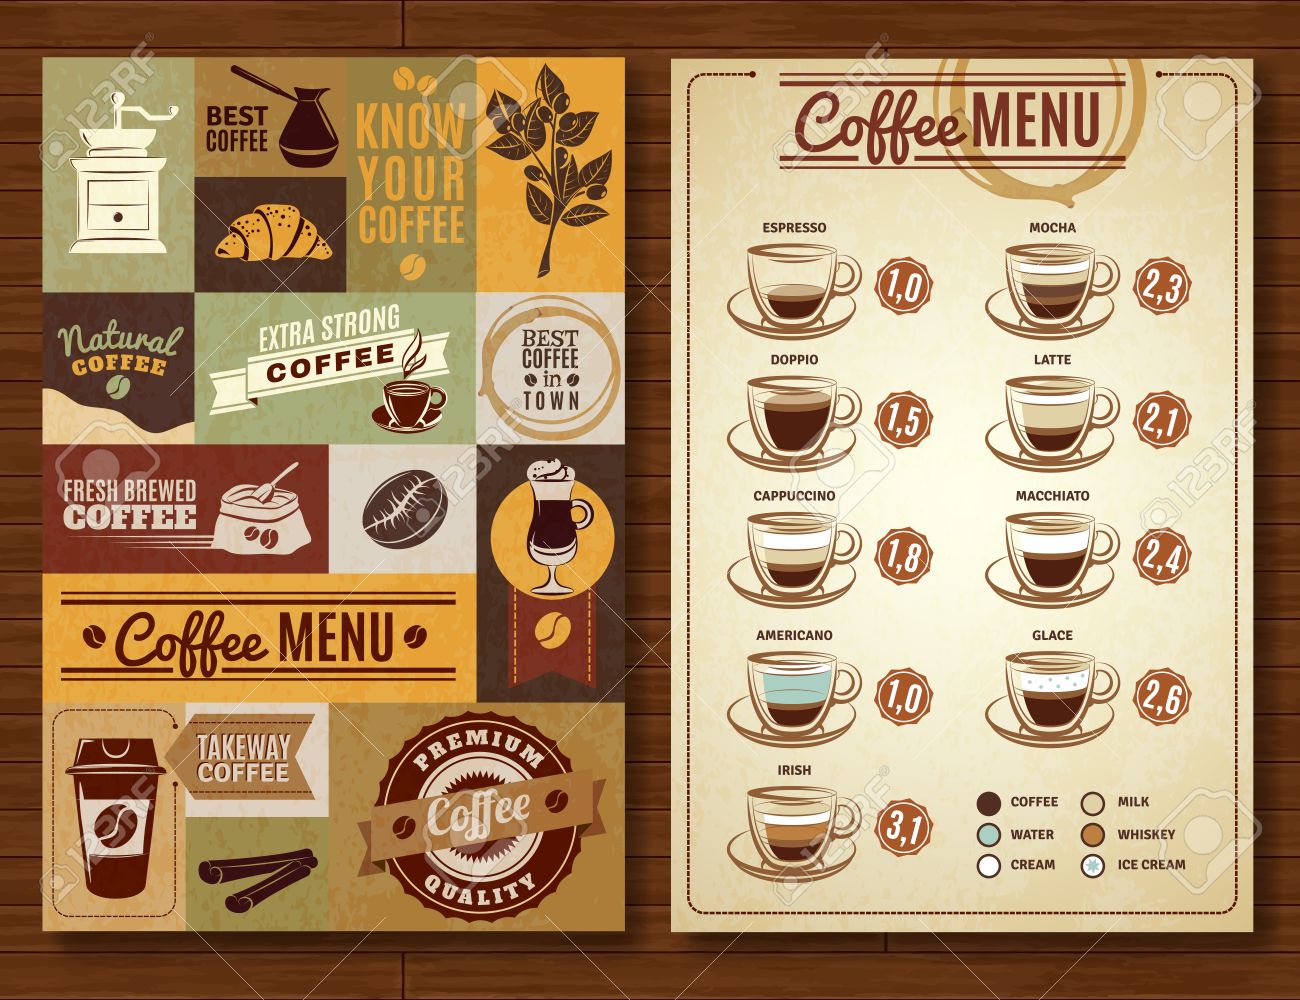 BEST
COFFEE
KNOW
YOUR
COFFEE
Natural
COFFEE
EXTRA STRONG
COFFEE
BEST
COFFEE
in
TOWN
FRESH BREWED
COFFEE
Coffee MENU
TAKEWAY
COFFEE
PREMIUM
Coffee
QUALITY
Coffee MENU
ESPRESSO
1,0
MOCHA
2,3
DOPPIO
1,5
LATTE
2,1
CAPPUCCINO
1,8
MACCHIATO
2,4
AMERICANO
1,0
GLACE
2,6
IRISH
3,1
COFFEE
MILK
WATER
WHISKEY
CREAM
ICE CREAM
123RF